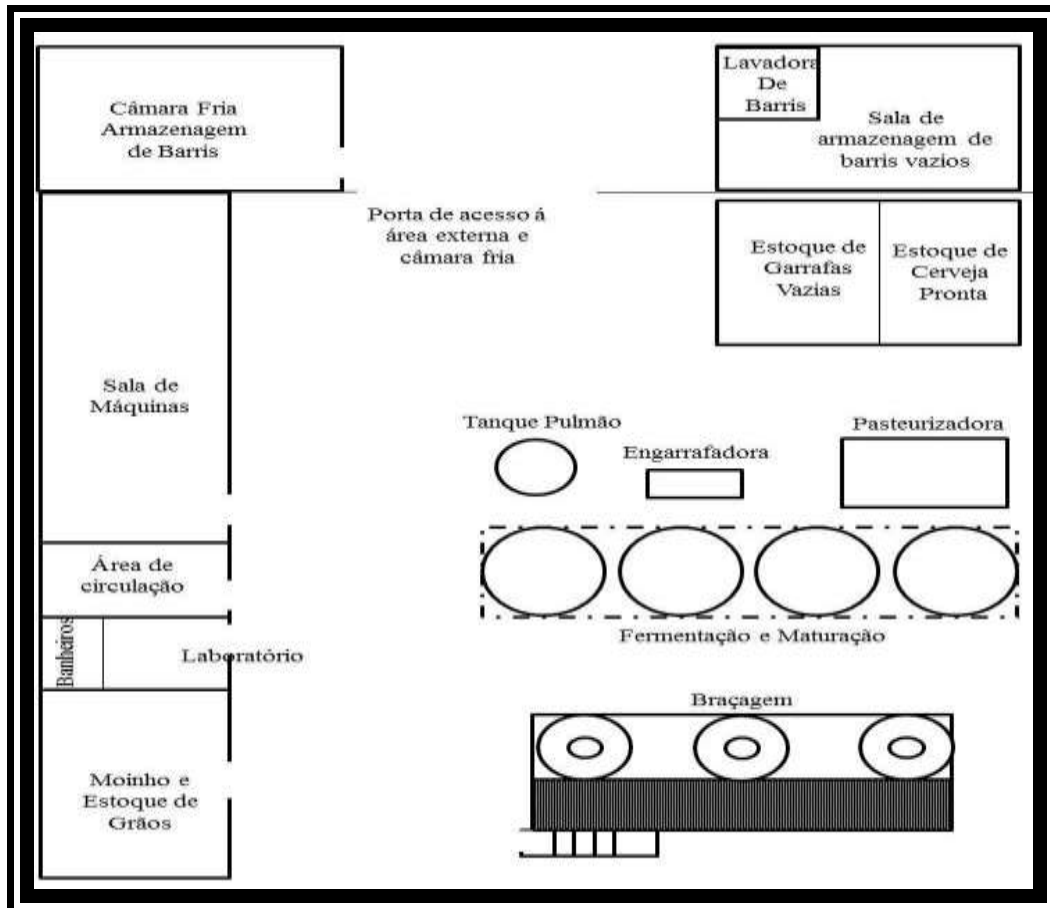 Câmara Fria
Armazenagem
de Barris
Lavadora
De
Barris
Sala de
armazenagem de
barris vazios
Porta de acesso á
área externa e
câmara fria
Estoque de
Garrafas
Vazias
Estoque de
Cerveja
Pronta
Sala de
Máquinas
Tanque Pulmão
Engarrafadora
Pasteurizadora
Área de
circulação
Fermentação e Maturação
Banheiros
Laboratório
Braçagem
Moinho e
Estoque de
Grãos